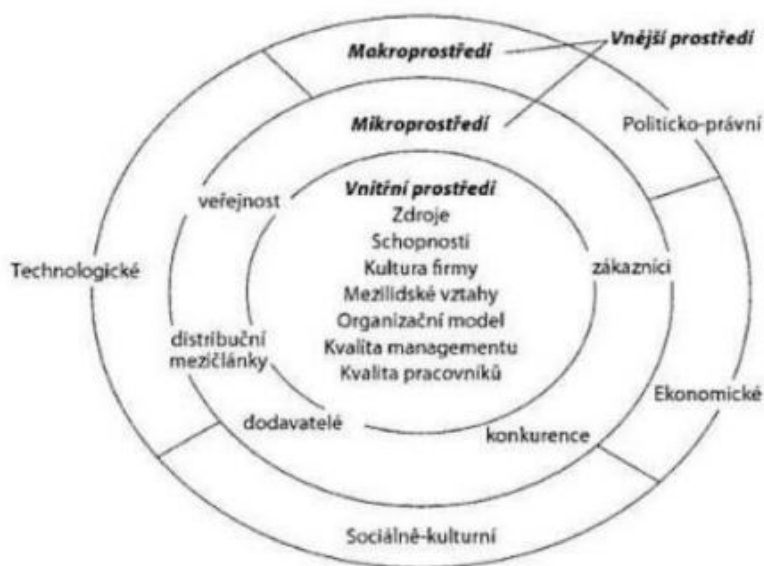 Makroprostředí
Vnější prostředí
Mikroprostředí
Politicko-právní
Vnitřní prostředí
veřejnost
Zdroje
Schopnosti
Kultura firmy
Technologické
zákazníci
Mezilidské vztahy
Organizační model
distribuční
mezičlánky
Kvalita managementu
Kvalita pracovníků
Ekonomické
dodavatelé
konkurence
Sociálně-kulturní